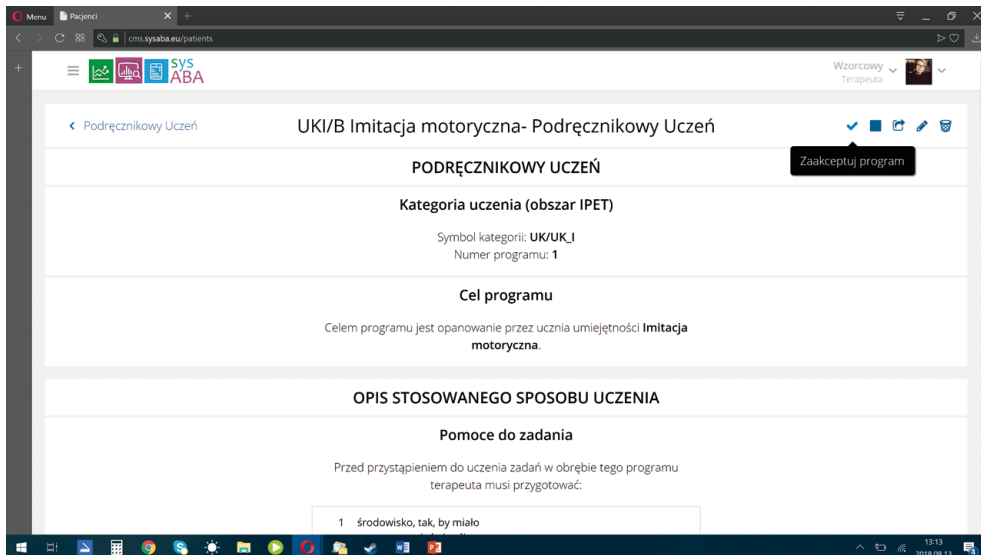 Menu
Pacjenci
cms.sysaba.eu/patients
sys
ABA
Wzorcowy
Terapeuta
Podręcznikowy Uczeń
UKI/B Imitacja motoryczna- Podręcznikowy Uczeń
Zaakceptuj program
PODRĘCZNIKOWY UCZEŃ
Kategoria uczenia (obszar IPET)
Symbol kategorii: UK/UK_I
Numer programu: 1
Cel programu
Celem programu jest opanowanie przez ucznia umiejętności Imitacja
motoryczna.
OPIS STOSOWANEGO SPOSOBU UCZENIA
Pomoce do zadania
Przed przystąpieniem do uczenia zadań w obrębie tego programu
terapeuta musi przygotować:
1 środowisko, tak, by miało
13:13
2018-08-13